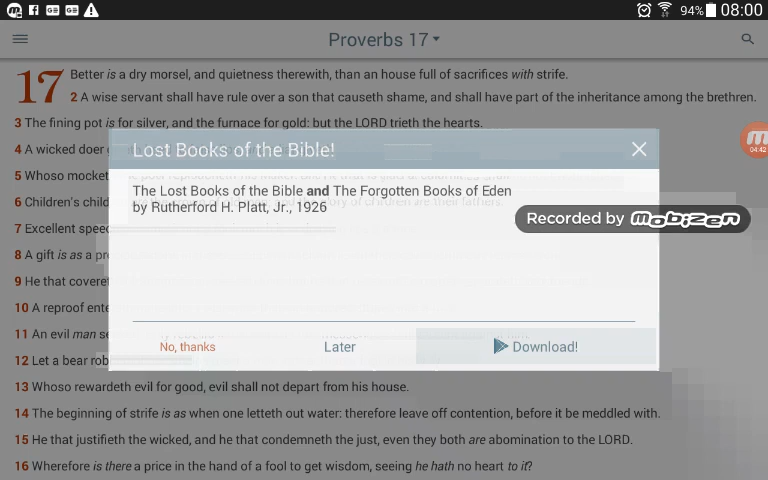 94% 08:00
Proverbs 17
04:42
17 Better is a dry morsel, and quietness therewith, than an house full of sacrifices with strife.
2 A wise servant shall have rule over a son that causeth shame, and shall have part of the inheritance among the brethren.
3 The fining pot is for silver, and the furnace for gold: but the LORD trieth the hearts.
4 A wicked doer
5 Whoso mocket
6 Children's child
7 Excellent speec
8 A gift is as a pre
9 He that coveret
10 A reproof ente
11 An evil man se
12 Let a bear rob
13 Whoso rewardeth evil for good, evil shall not depart from his house.
14 The beginning of strife is as when one letteth out water: therefore leave off contention, before it be meddled with.
15 He that justifieth the wicked, and he that condemneth the just, even they both are abomination to the LORD.
16 Wherefore is there a price in the hand of a fool to get wisdom, seeing he hath no heart to it?
Lost Books of the Bible!
The Lost Books of the Bible and The Forgotten Books of Eden
by Rutherford H. Platt, Jr., 1926
Recorded by mobizen
No, thanks
Later
Download!